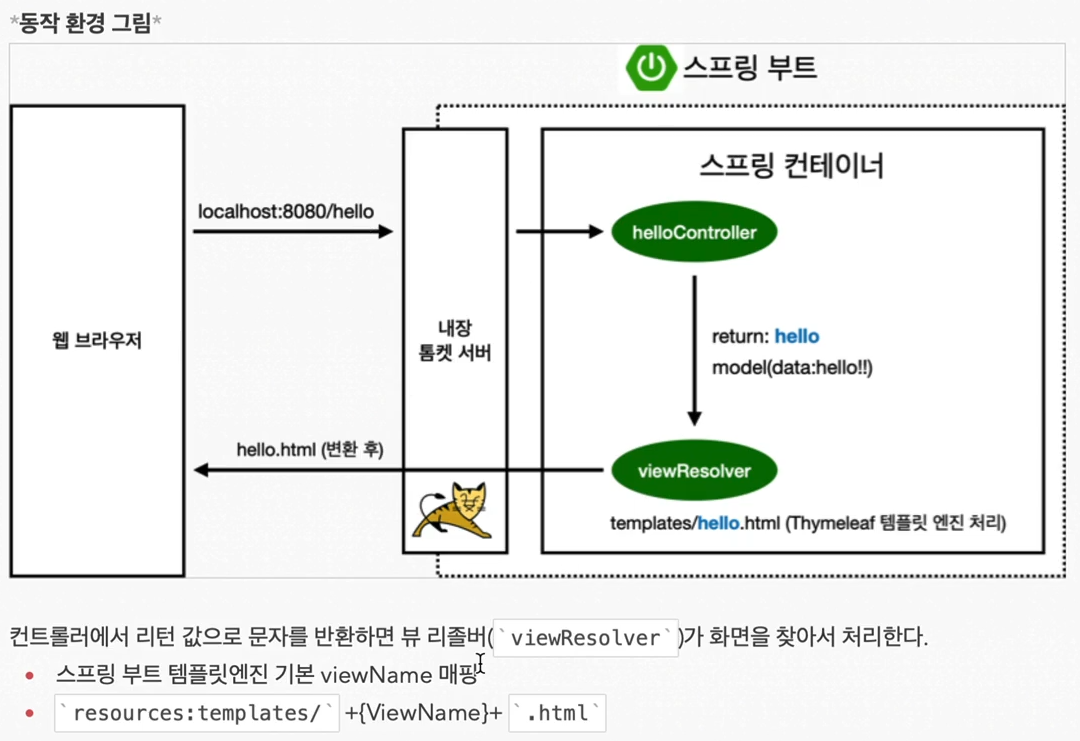 *동작 환경 그림*
스프링 부트
스프링 컨테이너
localhost:8080/hello
helloController
웹 브라우저
내장
톰켓 서버
return: hello
model(data:hello!!)
hello.html (변환 후)
viewResolver
templates/hello.html (Thymeleaf 템플릿 엔진 처리)
컨트롤러에서 리턴 값으로 문자를 반환하면 뷰 리졸버(`viewResolver`)가 화면을 찾아서 처리한다.
• 스프링 부트 템플릿엔진 기본 viewName 매핑
• `resources:templates/` +{ViewName}+ `.html`